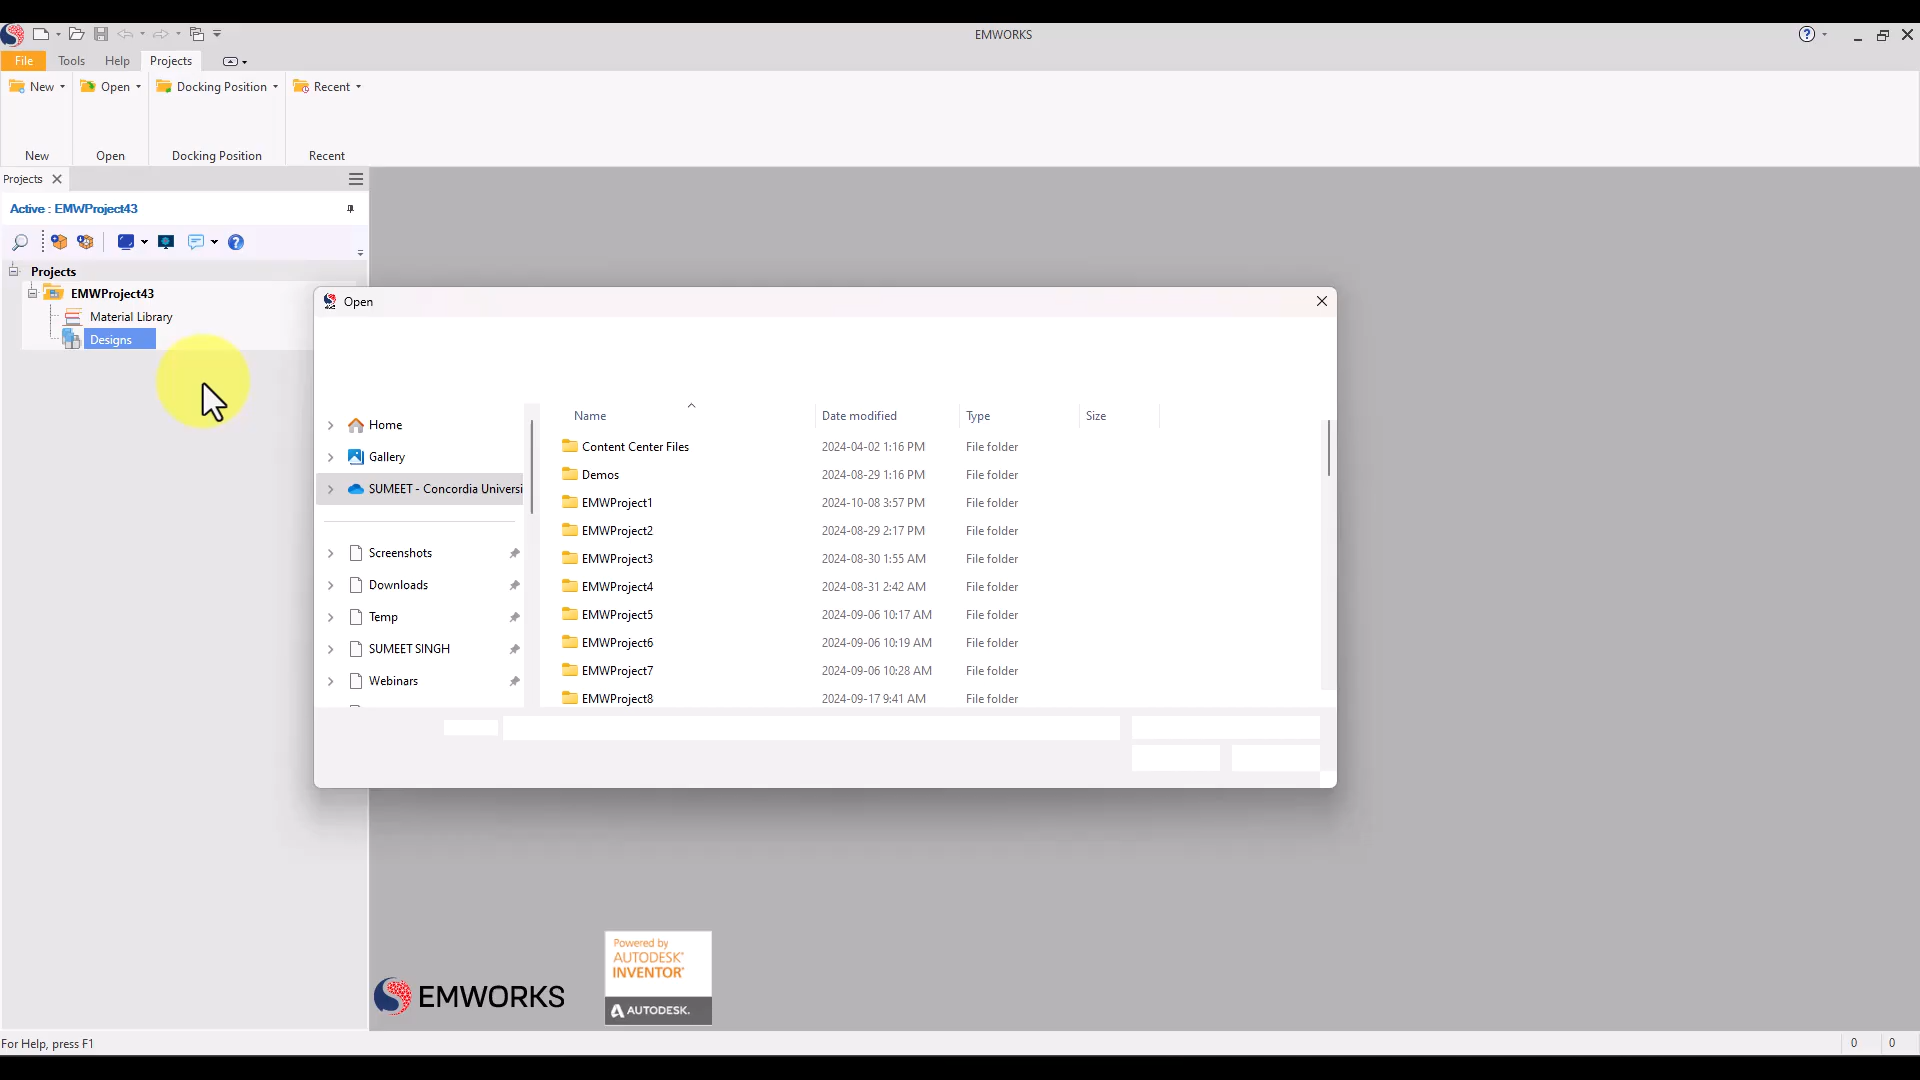 EMWORKS
File Tools Help Projects
New Open Docking Position Recent
New Open Docking Position Recent
Projects
Active : EMWProject43
Projects
EMWProject43
Material Library
Designs
Open
Home
Gallery
SUMEET - Concordia Universi
Screenshots
Downloads
Temp
SUMEET SINGH
Webinars
Name Date modified Type Size
Content Center Files 2024-04-02 1:16 PM File folder
Demos 2024-08-29 1:16 PM File folder
EMWProject1 2024-10-08 3:57 PM File folder
EMWProject2 2024-08-29 2:17 PM File folder
EMWProject3 2024-08-30 1:55 AM File folder
EMWProject4 2024-08-31 2:42 AM File folder
EMWProject5 2024-09-06 10:17 AM File folder
EMWProject6 2024-09-06 10:19 AM File folder
EMWProject7 2024-09-06 10:28 AM File folder
EMWProject8 2024-09-17 9:41 AM File folder
EMWORKS
Powered by
AUTODESK®
INVENTOR®
AUTODESK.
For Help, press F1
0 0